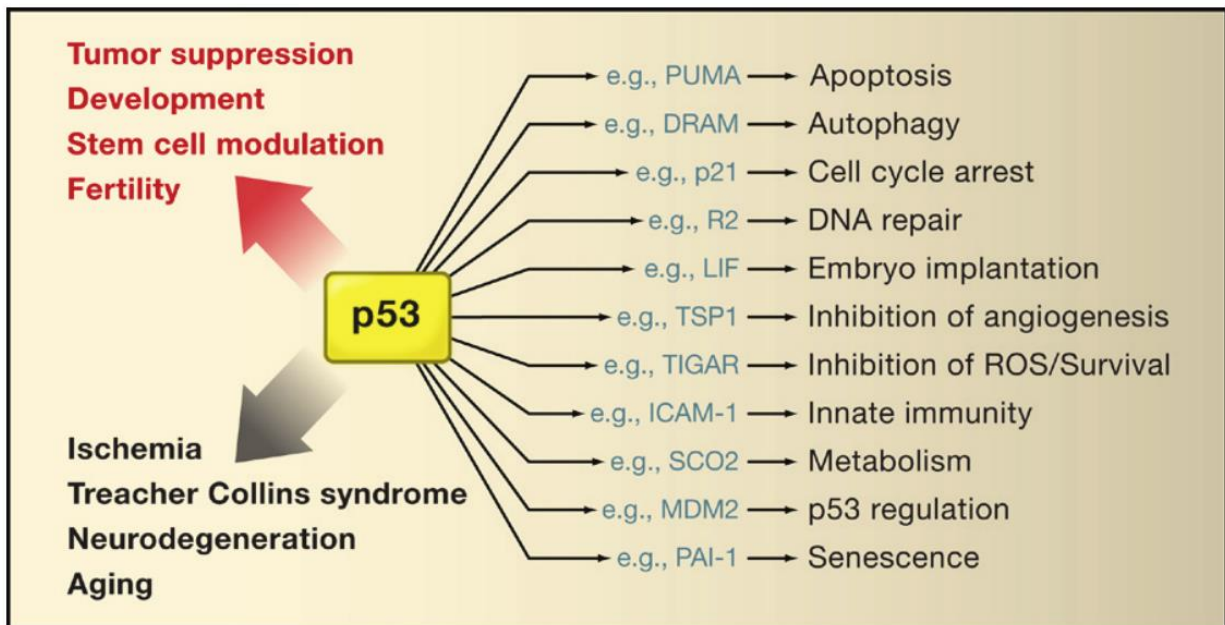 Tumor suppression
Development
Stem cell modulation
Fertility
p53
Ischemia
Treacher Collins syndrome
Neurodegeneration
Aging
e.g., PUMA Apoptosis
e.g., DRAM Autophagy
e.g., p21 Cell cycle arrest
e.g., R2 DNA repair
e.g., LIF Embryo implantation
e.g., TSP1 Inhibition of angiogenesis
e.g., TIGAR Inhibition of ROS/Survival
e.g., ICAM-1 Innate immunity
e.g., SCO2 Metabolism
e.g., MDM2 p53 regulation
e.g., PAI-1 Senescence